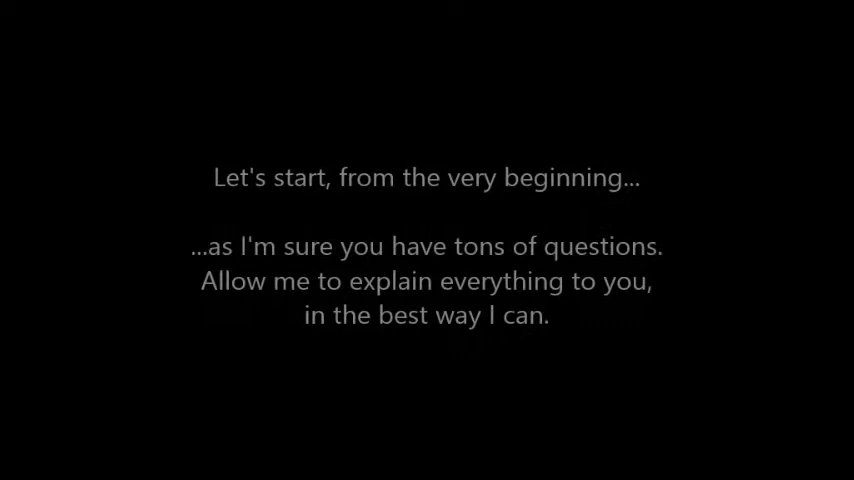 Let's start, from the very beginning...
...as I'm sure you have tons of questions.
Allow me to explain everything to you,
in the best way I can.